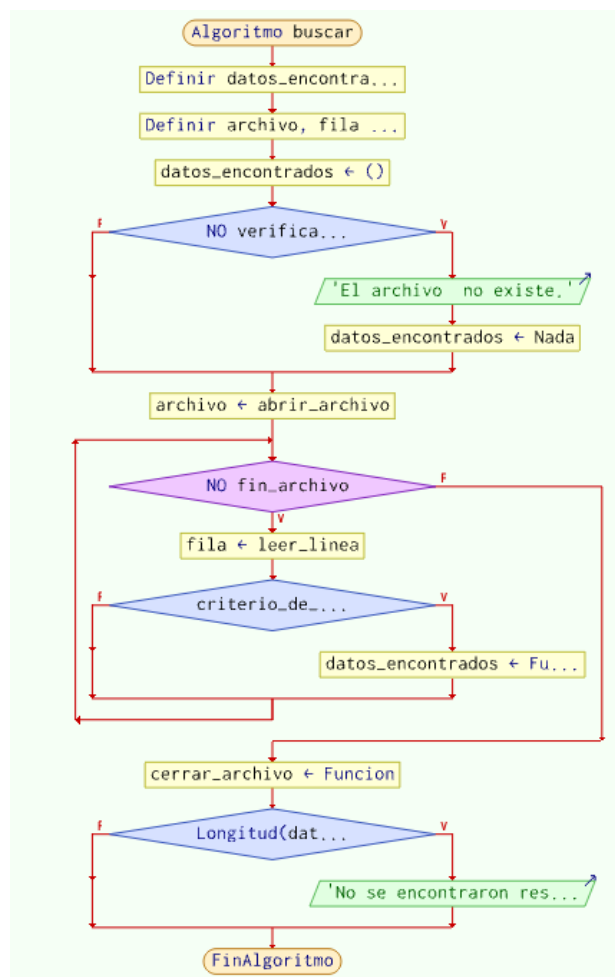 Algoritmo buscar
Definir datos_encontra...
Definir archivo, fila ...
datos_encontrados ← ()
F
NO verifica...
V
'El archivo  no existe.'
datos_encontrados ← Nada
archivo ← abrir_archivo
NO fin_archivo
F
V
fila ← leer_linea
F
criterio_de_...
V
datos_encontrados ← Fu...
cerrar_archivo ← Funcion
F
Longitud(dat...
V
'No se encontraron res...
FinAlgoritmo